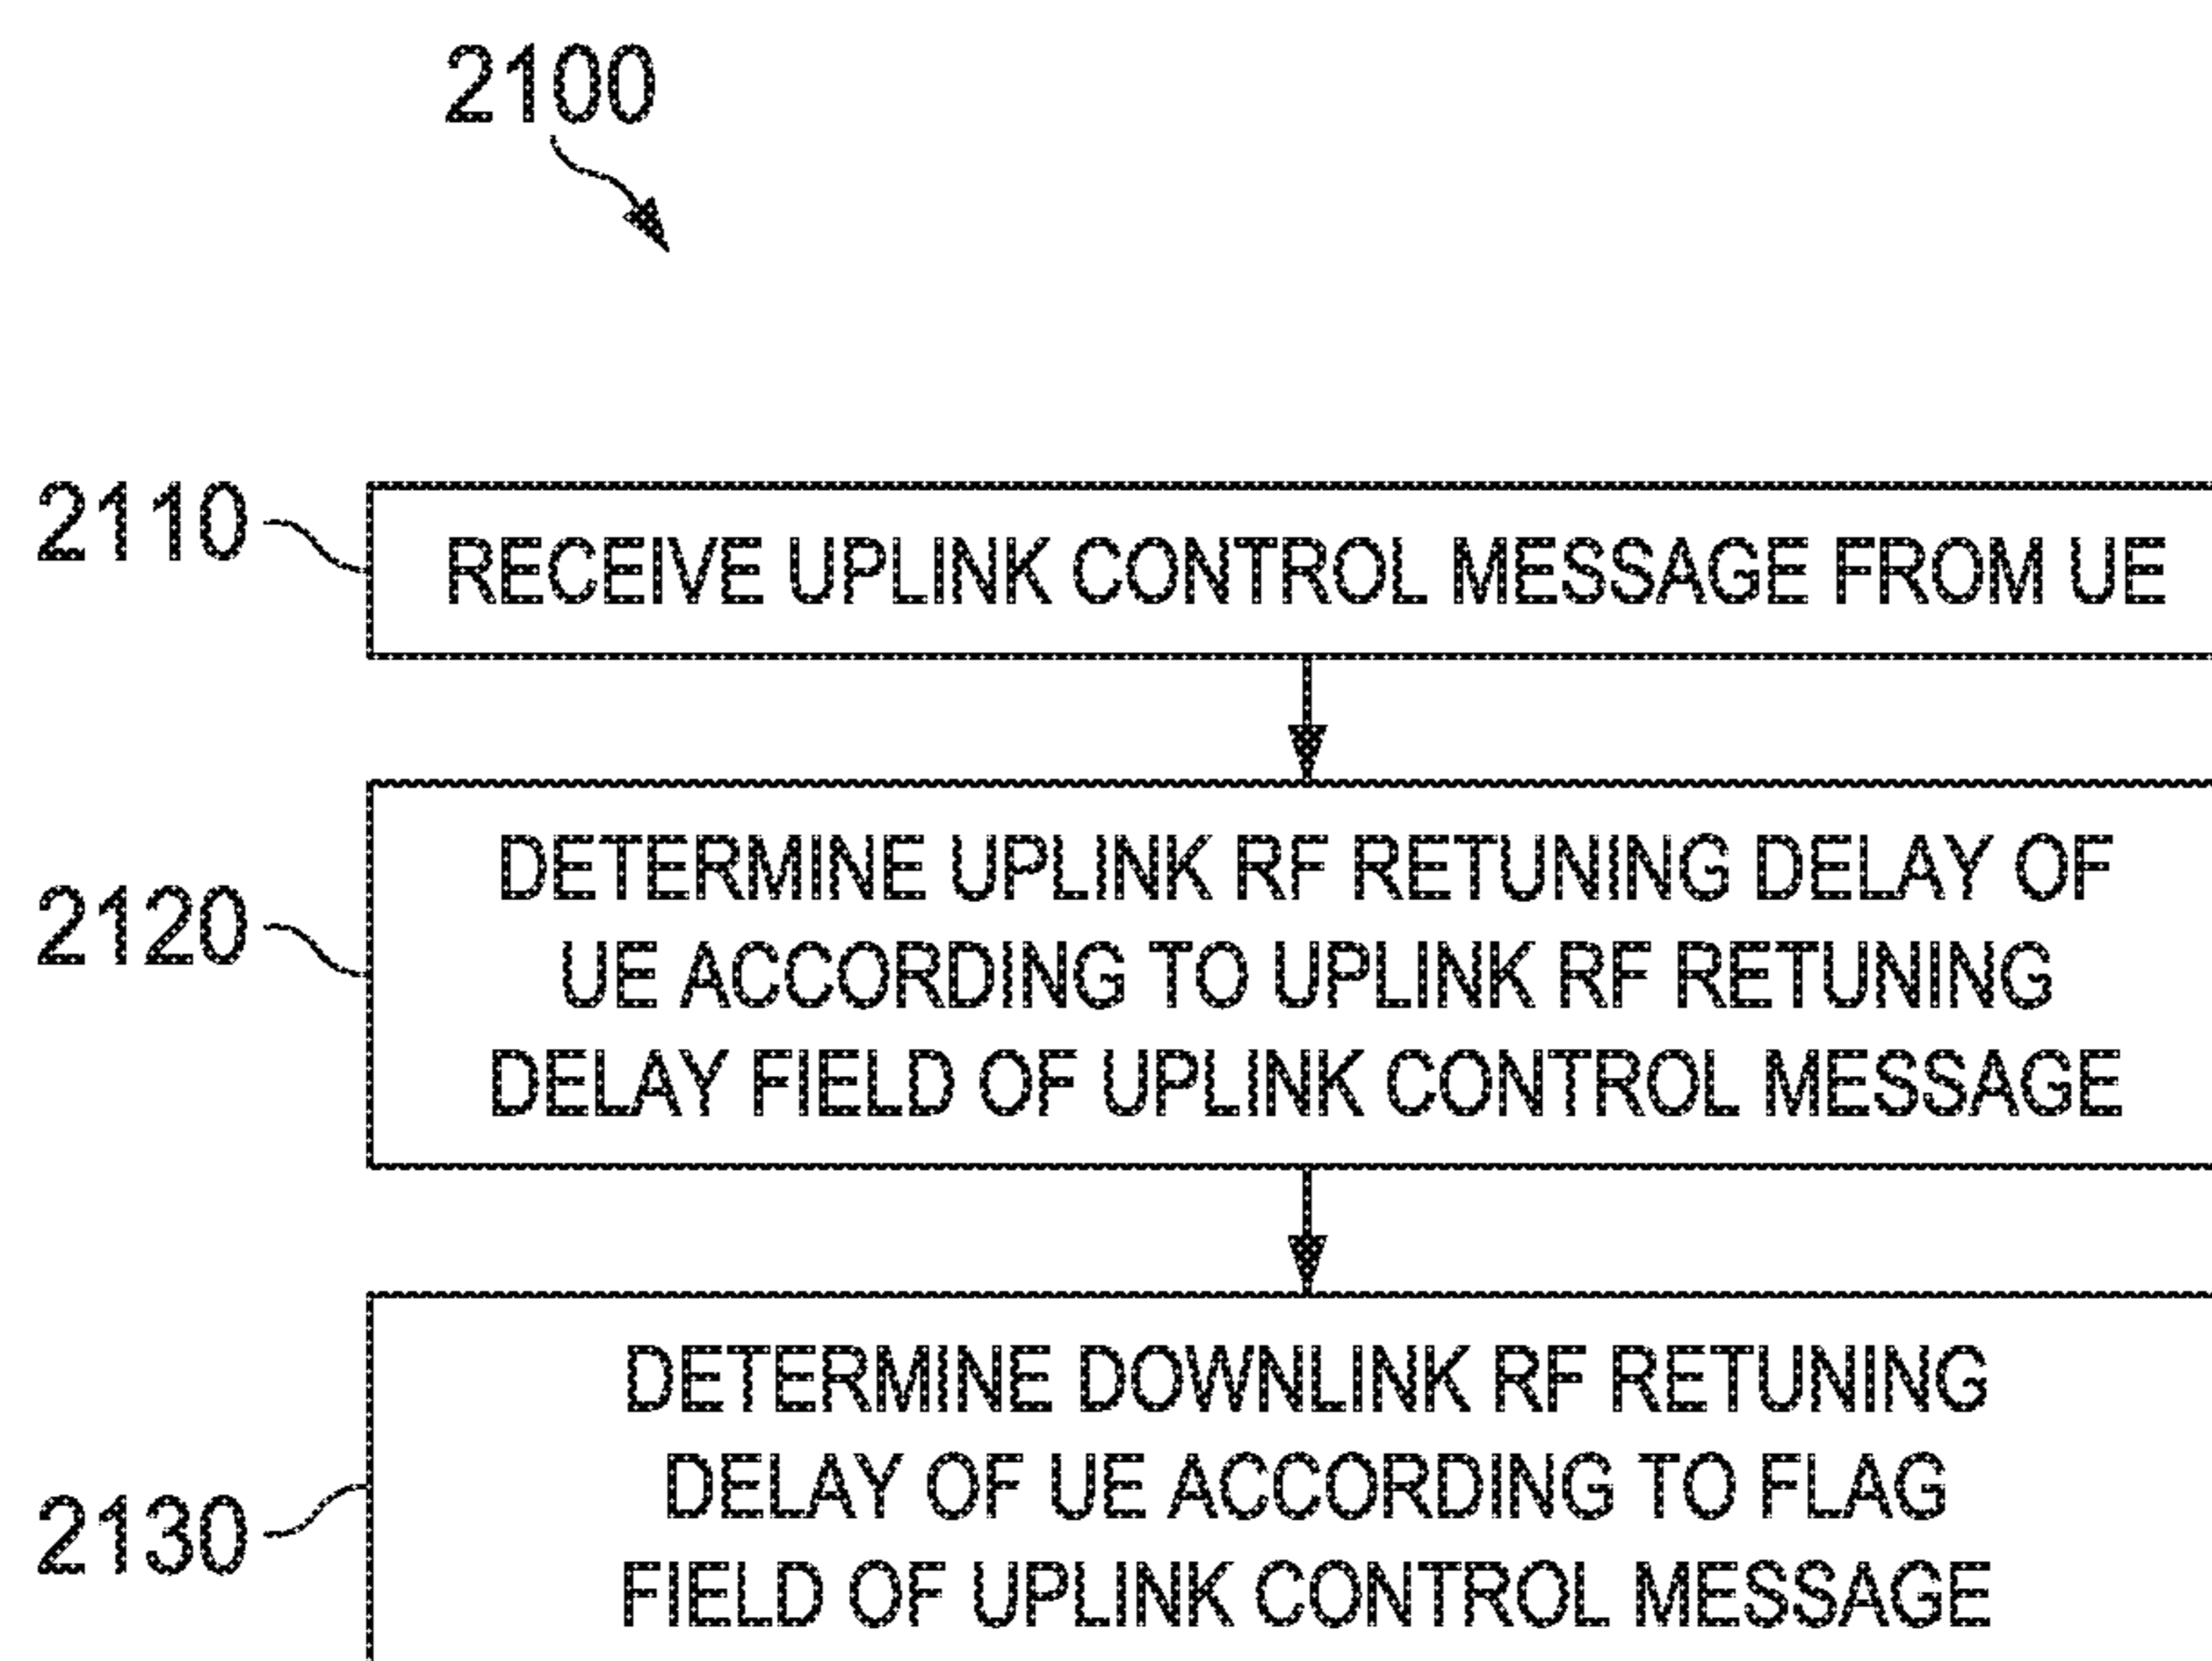 2100
2110
RECEIVE UPLINK CONTROL MESSAGE FROM UE
2120
DETERMINE UPLINK RF RETUNING DELAY OF
UE ACCORDING TO UPLINK RF RETUNING
DELAY FIELD OF UPLINK CONTROL MESSAGE
2130
DETERMINE DOWNLINK RF RETUNING
DELAY OF UE ACCORDING TO FLAG
FIELD OF UPLINK CONTROL MESSAGE